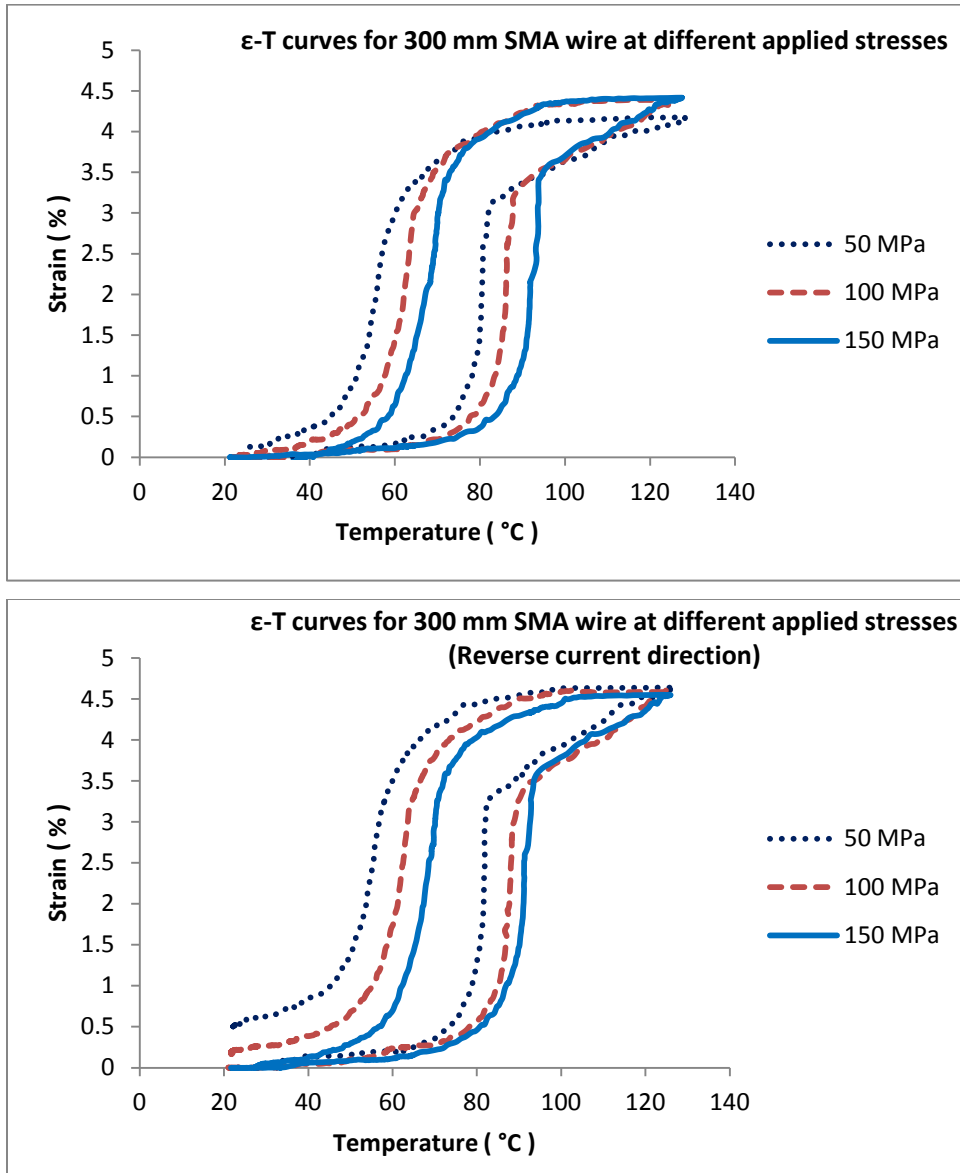 ε-T curves for 300 mm SMA wire at different applied stresses
5
4.5
4
3.5
3
2.5
2
1.5
1
0.5
0
Strain ( % )
0 20 40 60 80 100 120 140
Temperature ( °C )
50 MPa
100 MPa
150 MPa
ε-T curves for 300 mm SMA wire at different applied stresses
(Reverse current direction)
5
4.5
4
3.5
3
2.5
2
1.5
1
0.5
0
Strain ( % )
0 20 40 60 80 100 120 140
Temperature ( °C )
50 MPa
100 MPa
150 MPa